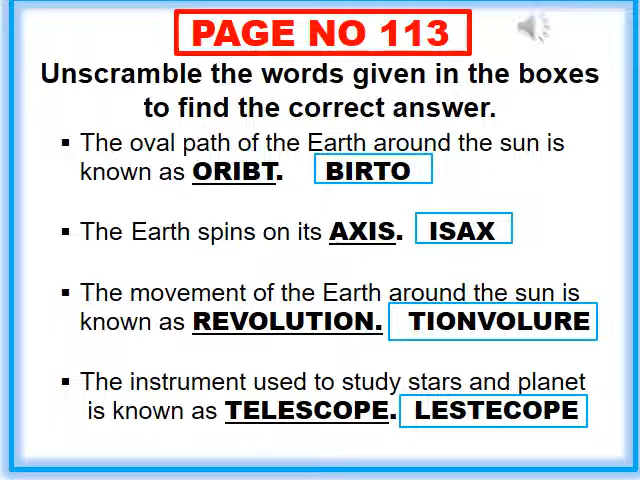 PAGE NO 113
Unscramble the words given in the boxes
to find the correct answer.
▪ The oval path of the Earth around the sun is
known as ORIBT. BIRTO
▪ The Earth spins on its AXIS. ISAX
▪ The movement of the Earth around the sun is
known as REVOLUTION. TIONVOLURE
▪ The instrument used to study stars and planet
is known as TELESCOPE. LESTECOPE